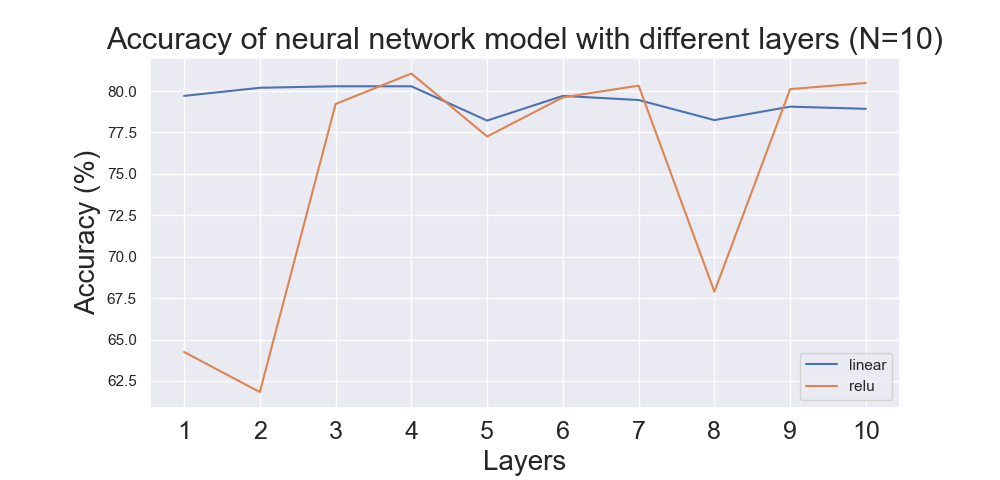 Accuracy of neural network model with different layers (N=10)
Accuracy (%)
80.0
77.5
75.0
72.5
70.0
67.5
65.0
62.5
linear
relu
1 2 3 4 5 6 7 8 9 10
Layers